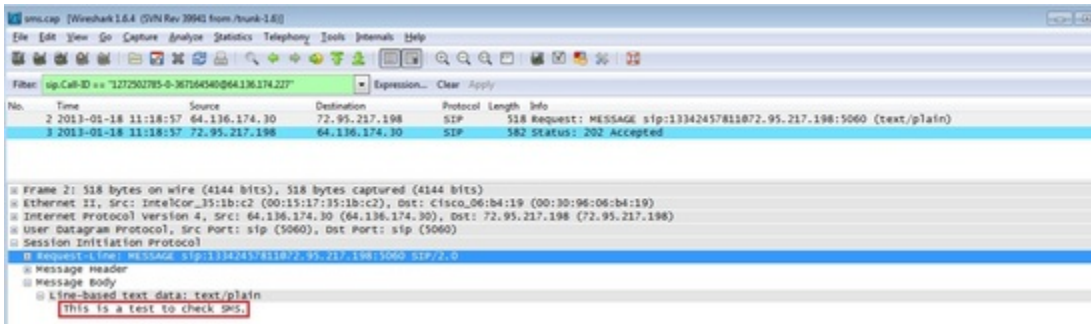 sms.cap [Wireshark 1.6.4 (SVN Rev 39941 from /trunk-1.6)]
File Edit View Go Capture Analyze Statistics Telephony Tools Internals Help
Filter: sip.Call-ID == "1272502785-0-367164540@64.136.174.227" Expression... Clear Apply
No. Time Source Destination Protocol Length Info
2 2013-01-18 11:18:57 64.136.174.30 72.95.217.198 SIP 518 Request: MESSAGE sip:13342457811@72.95.217.198:5060 (text/plain)
3 2013-01-18 11:18:57 72.95.217.198 64.136.174.30 SIP 582 Status: 202 Accepted
Frame 2: 518 bytes on wire (4144 bits), 518 bytes captured (4144 bits)
Ethernet II, Src: IntelCor_35:1b:c2 (00:15:17:35:1b:c2), Dst: Cisco_06:b4:19 (00:30:96:06:b4:19)
Internet Protocol Version 4, Src: 64.136.174.30 (64.136.174.30), Dst: 72.95.217.198 (72.95.217.198)
User Datagram Protocol, Src Port: sip (5060), Dst Port: sip (5060)
Session Initiation Protocol
Request-Line: MESSAGE sip:13342457811@72.95.217.198:5060 SIP/2.0
Message Header
Message Body
Line-based text data: text/plain
This is a test to check SMS.